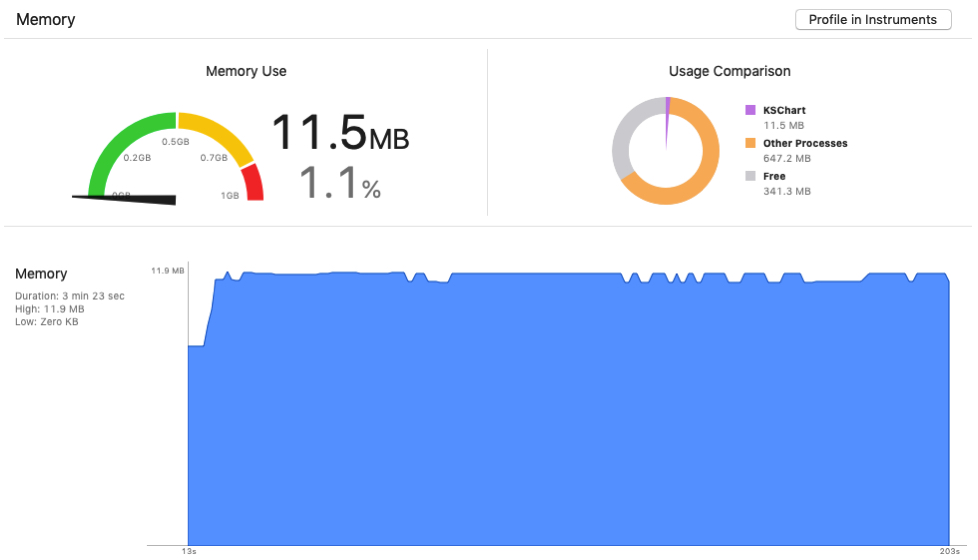 Memory
Profile in Instruments
Memory Use
0GB
0.2GB
0.5GB
0.7GB
1GB
11.5MB
1.1%
Usage Comparison
KSChart
11.5 MB
Other Processes
647.2 MB
Free
341.3 MB
Memory
Duration: 3 min 23 sec
High: 11.9 MB
Low: Zero KB
11.9 MB
13s
203s